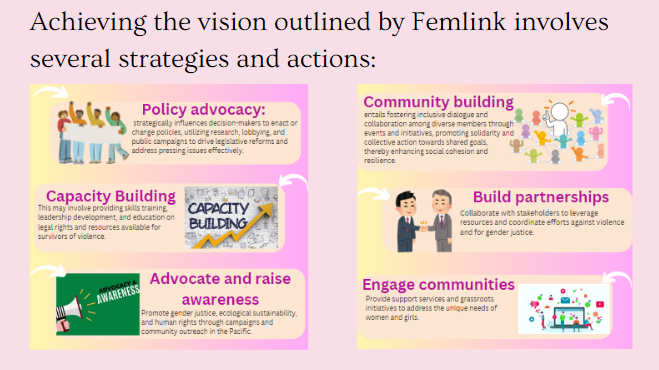 Achieving the vision outlined by Femlink involves
several strategies and actions:
Policy advocacy:
strategically influences decision-makers to enact or
change policies, utilizing research, lobbying, and
public campaigns to drive legislative reforms and
address pressing issues effectively.
Capacity Building
This may involve providing skills training,
leadership development, and education on
legal rights and resources available for
survivors of violence.
CAPACITY
BUILDING
Advocate and raise
awareness
Promote gender justice, ecological sustainability,
and human rights through campaigns and
community outreach in the Pacific.
ADVOCACY &
AWARENESS
Community building
entails fostering inclusive dialogue and
collaboration among diverse members through
events and initiatives, promoting solidarity and
collective action towards shared goals,
thereby enhancing social cohesion and
resilience.
Build partnerships
Collaborate with stakeholders to leverage
resources and coordinate efforts against violence
and for gender justice.
Engage communities
Provide support services and grassroots
initiatives to address the unique needs of
women and girls.